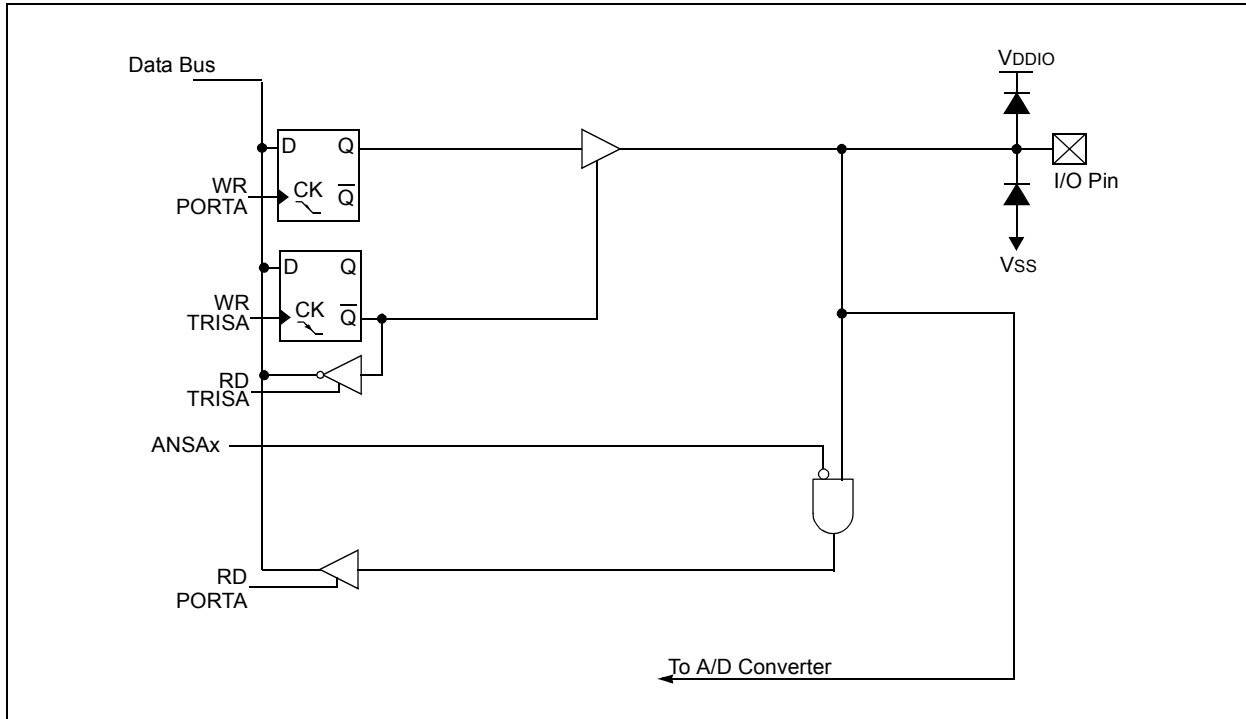 Data Bus
VDDIO
D Q
WR
PORTA
CK Q̅
I/O Pin
D Q
VSS
WR
TRISA
CK Q̅
RD
TRISA
ANSAx
RD
PORTA
To A/D Converter